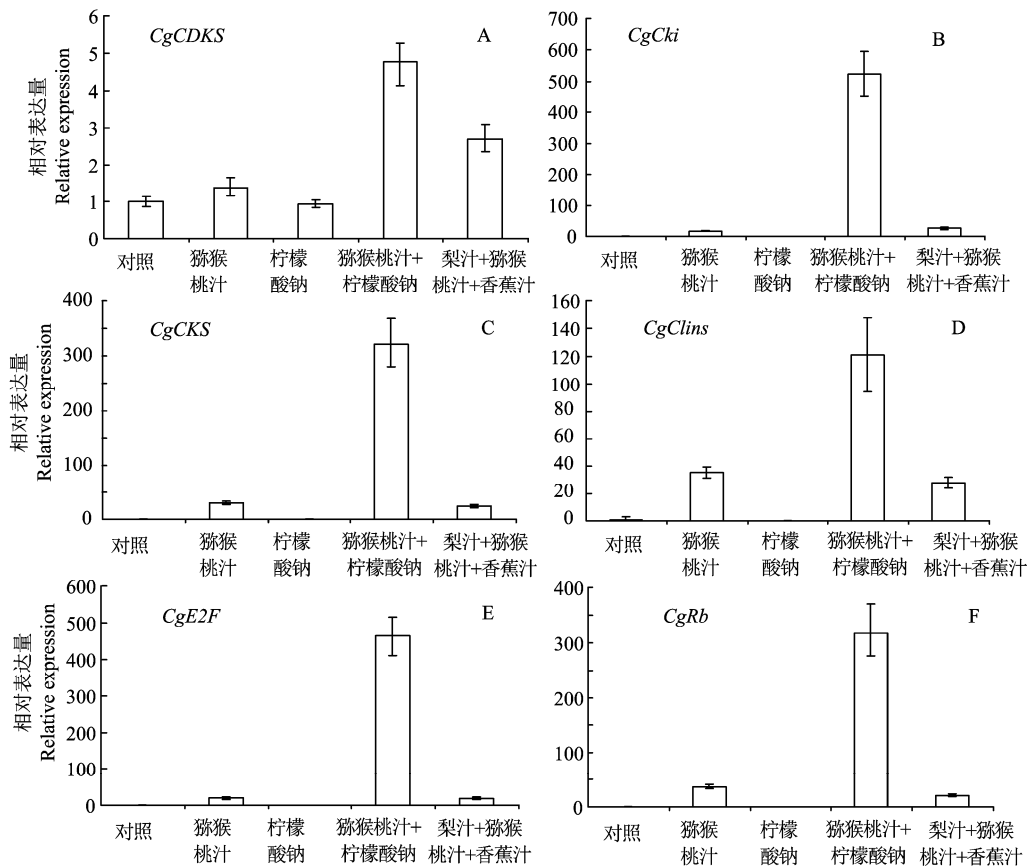 CgCDKS
A
相对表达量
Relative expression
6
5
4
3
2
1
0
对照
猕猴
桃汁
柠檬
酸钠
猕猴桃汁+
柠檬酸钠
梨汁+猕猴
桃汁+香蕉汁
CgCki
B
700
600
500
400
300
200
100
0
对照
猕猴
桃汁
柠檬
酸钠
猕猴桃汁+
柠檬酸钠
梨汁+猕猴
桃汁+香蕉汁
CgCKS
C
相对表达量
Relative expression
400
300
200
100
0
对照
猕猴
桃汁
柠檬
酸钠
猕猴桃汁+
柠檬酸钠
梨汁+猕猴
桃汁+香蕉汁
CgClins
D
160
140
120
100
80
60
40
20
0
对照
猕猴
桃汁
柠檬
酸钠
猕猴桃汁+
柠檬酸钠
梨汁+猕猴
桃汁+香蕉汁
CgE2F
E
相对表达量
Relative expression
600
500
400
300
200
100
0
对照
猕猴
桃汁
柠檬
酸钠
猕猴桃汁+
柠檬酸钠
梨汁+猕猴
桃汁+香蕉汁
CgRb
F
400
300
200
100
0
对照
猕猴
桃汁
柠檬
酸钠
猕猴桃汁+
柠檬酸钠
梨汁+猕猴
桃汁+香蕉汁